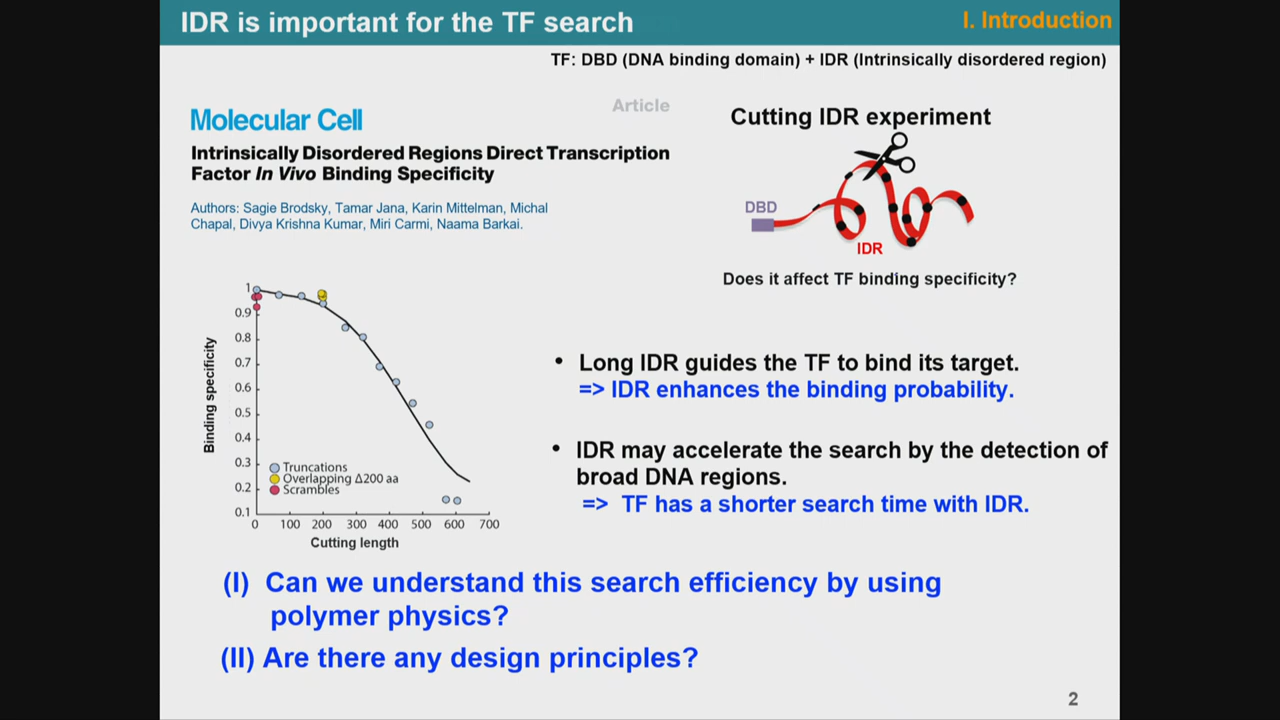 IDR is important for the TF search
I. Introduction
TF: DBD (DNA binding domain) + IDR (Intrinsically disordered region)
Article
Molecular Cell
Intrinsically Disordered Regions Direct Transcription
Factor In Vivo Binding Specificity
Authors: Sagie Brodsky, Tamar Jana, Karin Mittelman, Michal
Chapal, Divya Krishna Kumar, Miri Carmi, Naama Barkai.
Cutting IDR experiment
DBD
IDR
Does it affect TF binding specificity?
Binding specificity
1
0.9
0.8
0.7
0.6
0.5
0.4
0.3
0.2
0.1
Truncations
Overlapping Δ200 aa
Scrambles
0 100 200 300 400 500 600 700
Cutting length
• Long IDR guides the TF to bind its target.
=> IDR enhances the binding probability.
• IDR may accelerate the search by the detection of
broad DNA regions.
=> TF has a shorter search time with IDR.
(I) Can we understand this search efficiency by using
polymer physics?
(II) Are there any design principles?
2